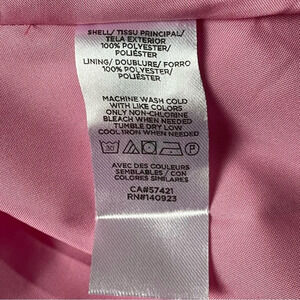 SHELL/ TISSU PRINCIPAL/
TELA EXTERIOR
100% POLYESTER/
POLIÉSTER
LINING/ DOUBLURE/ FORRO
100% POLYESTER/
POLIÉSTER
MACHINE WASH COLD
WITH LIKE COLORS
ONLY NON-CHLORINE
BLEACH WHEN NEEDED
TUMBLE DRY LOW
COOL IRON WHEN NEEDED
AVEC DES COULEURS
SEMBLABLES / CON
COLORES SIMILARES
CA#57421
RN#140923